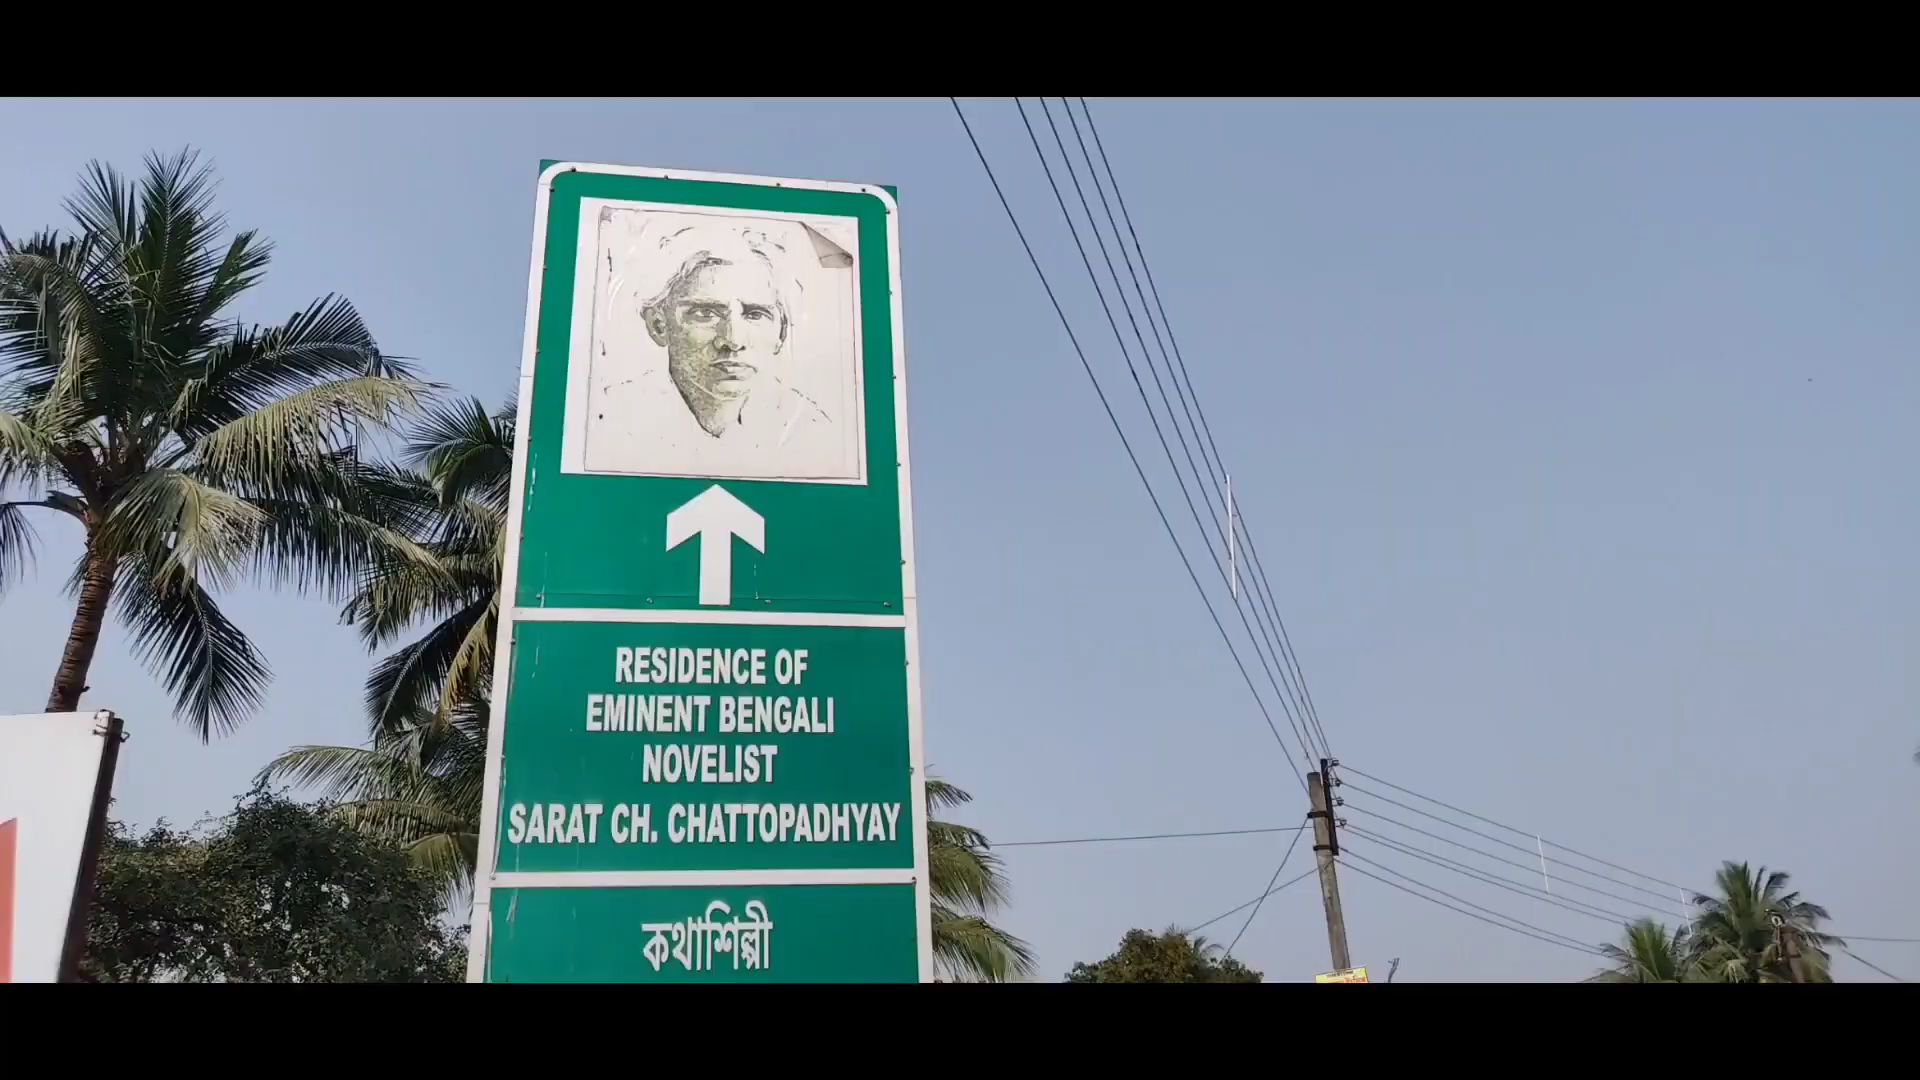 RESIDENCE OF
EMINENT BENGALI
NOVELIST
SARAT CH. CHATTOPADHYAY
কথাশিল্পী